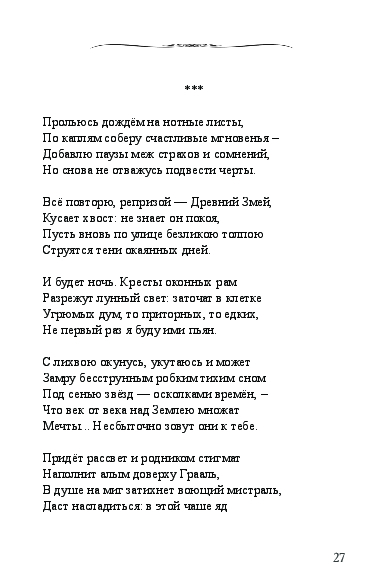 ***
Прольюсь дождём на нотные листы,
По каплям соберу счастливые мгновенья –
Добавлю паузы меж страхов и сомнений,
Но снова не отважусь подвести черты.
Всё повторю, репризой — Древний Змей,
Кусает хвост: не знает он покоя,
Пусть вновь по улице безликою толпою
Струятся тени окаянных дней.
И будет ночь. Кресты оконных рам
Разрежут лунный свет: заточат в клетке
Угрюмых дум, то приторных, то едких,
Не первый раз я буду ими пьян.
С лихвою окунусь, укутаюсь и может
Замру бесструнным робким тихим сном
Под сенью звёзд — осколками времён, –
Что век от века над Землею множат
Мечты... Несбыточно зовут они к тебе.
Придёт рассвет и родником стигмат
Наполнит алым доверху Грааль,
В душе на миг затихнет воющий мистраль,
Даст насладиться: в этой чаше яд
27